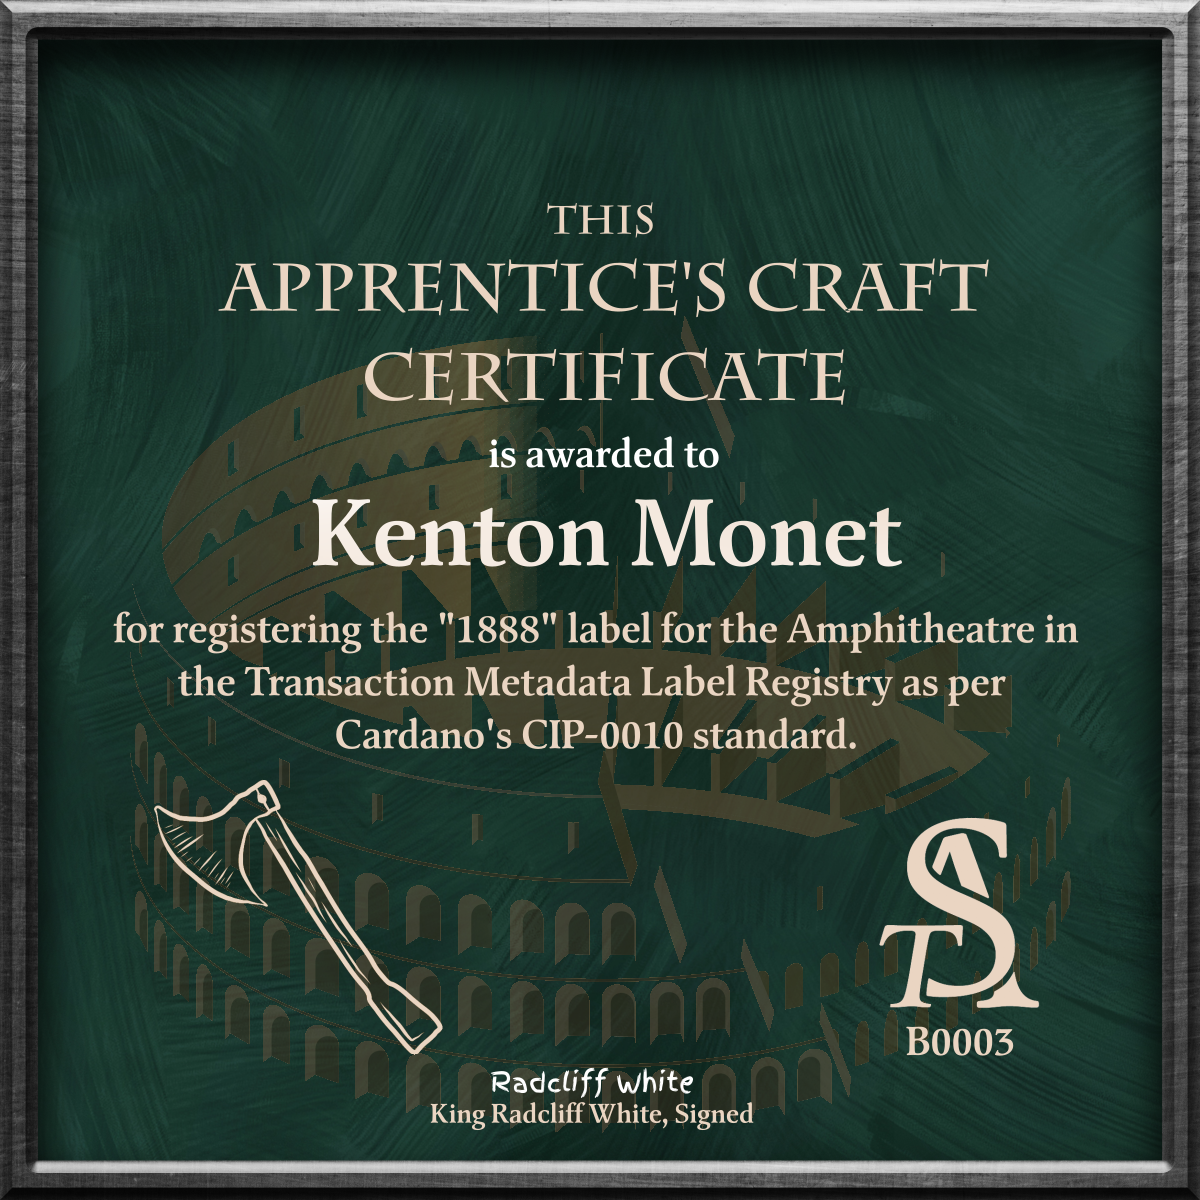 THIS
APPRENTICE'S CRAFT
CERTIFICATE
is awarded to
Kenton Monet
for registering the "1888" label for the Amphitheatre in
the Transaction Metadata Label Registry as per
Cardano's CIP-0010 standard.
TSA
B0003
Radcliff White
King Radcliff White, Signed